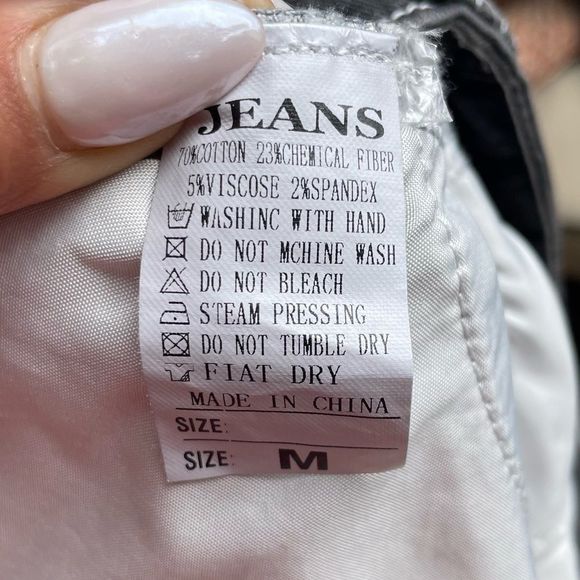 JEANS
70%COTTON 23%CHEMICAL FIBER
5%VISCOSE 2%SPANDEX
WASHINC WITH HAND
DO NOT MCHINE WASH
DO NOT BLEACH
STEAM PRESSING
DO NOT TUMBLE DRY
FIAT DRY
MADE IN CHINA
SIZE:
SIZE: M